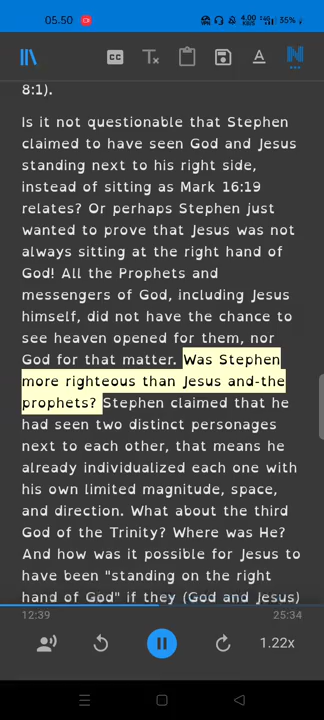 05.50
4.00
35%
CC
T
A
N
8:1).
Is it not questionable that Stephen
claimed to have seen God and Jesus
standing next to his right side,
instead of sitting as Mark 16:19
relates? Or perhaps Stephen just
wanted to prove that Jesus was not
always sitting at the right hand of
God! All the Prophets and
messengers of God, including Jesus
himself, did not have the chance to
see heaven opened for them, nor
God for that matter. Was Stephen
more righteous than Jesus and-the
prophets? Stephen claimed that he
had seen two distinct personages
next to each other, that means he
already individualized each one with
his own limited magnitude, space,
and direction. What about the third
God of the Trinity? Where was He?
And how was it possible for Jesus to
have been "standing on the right
hand of God" if they (God and Jesus)
12:39
25:34
1.22x